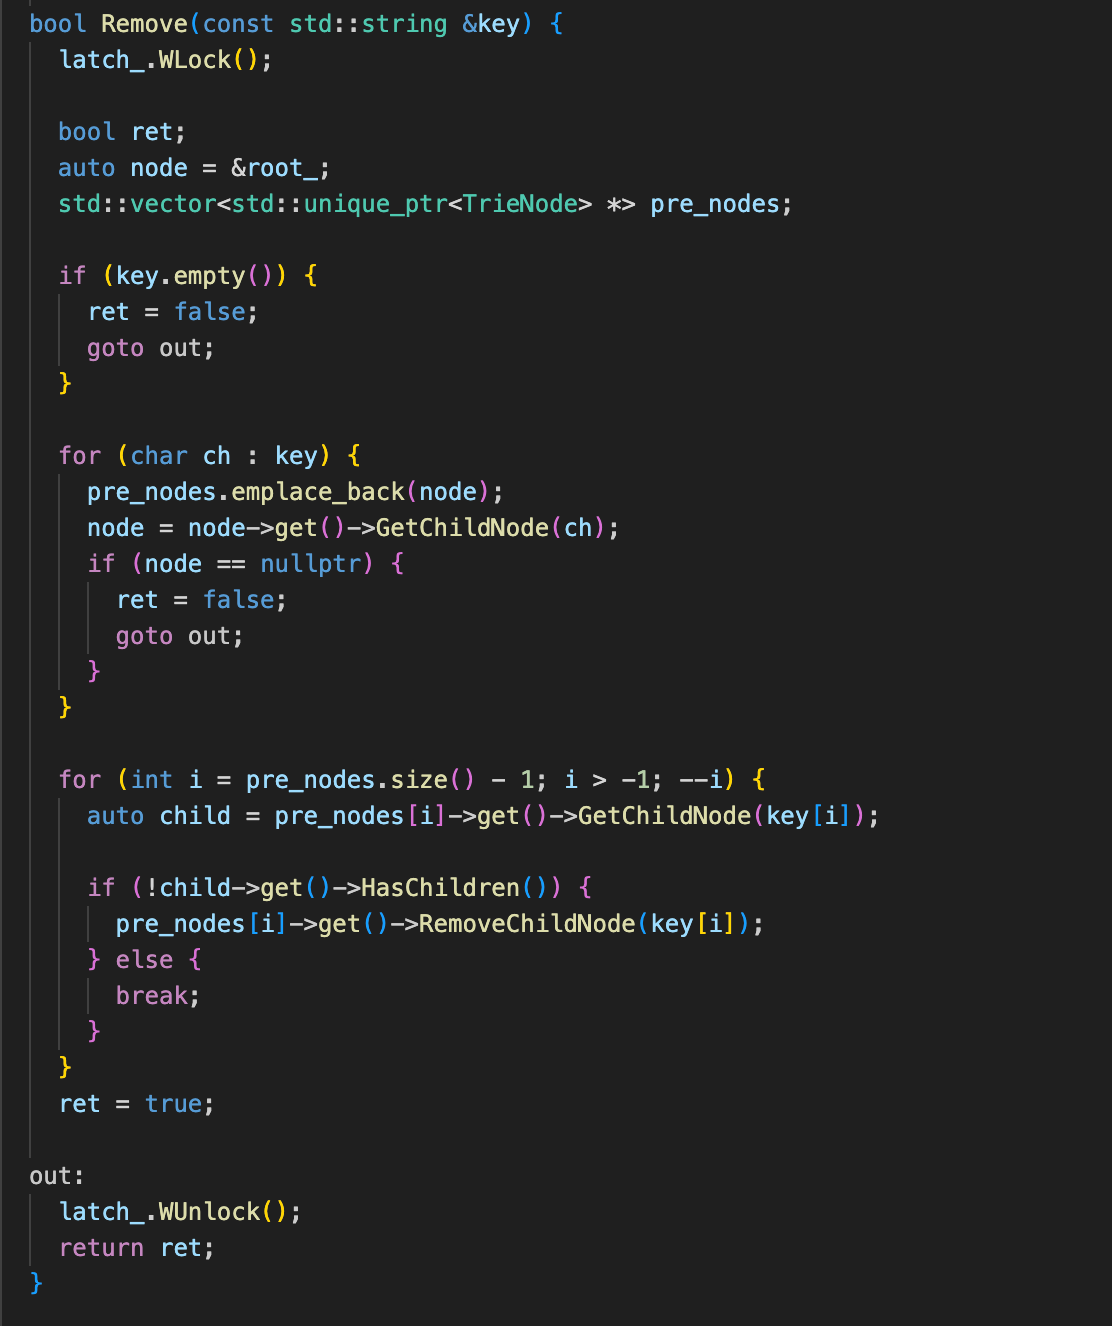 bool Remove(const std::string &key) {
  latch_.WLock();

  bool ret;
  auto node = &root_;
  std::vector<std::unique_ptr<TrieNode> *> pre_nodes;

  if (key.empty()) {
    ret = false;
    goto out;
  }

  for (char ch : key) {
    pre_nodes.emplace_back(node);
    node = node->get()->GetChildNode(ch);
    if (node == nullptr) {
      ret = false;
      goto out;
    }
  }

  for (int i = pre_nodes.size() - 1; i > -1; --i) {
    auto child = pre_nodes[i]->get()->GetChildNode(key[i]);

    if (!child->get()->HasChildren()) {
      pre_nodes[i]->get()->RemoveChildNode(key[i]);
    } else {
      break;
    }
  }
  ret = true;

out:
  latch_.WUnlock();
  return ret;
}